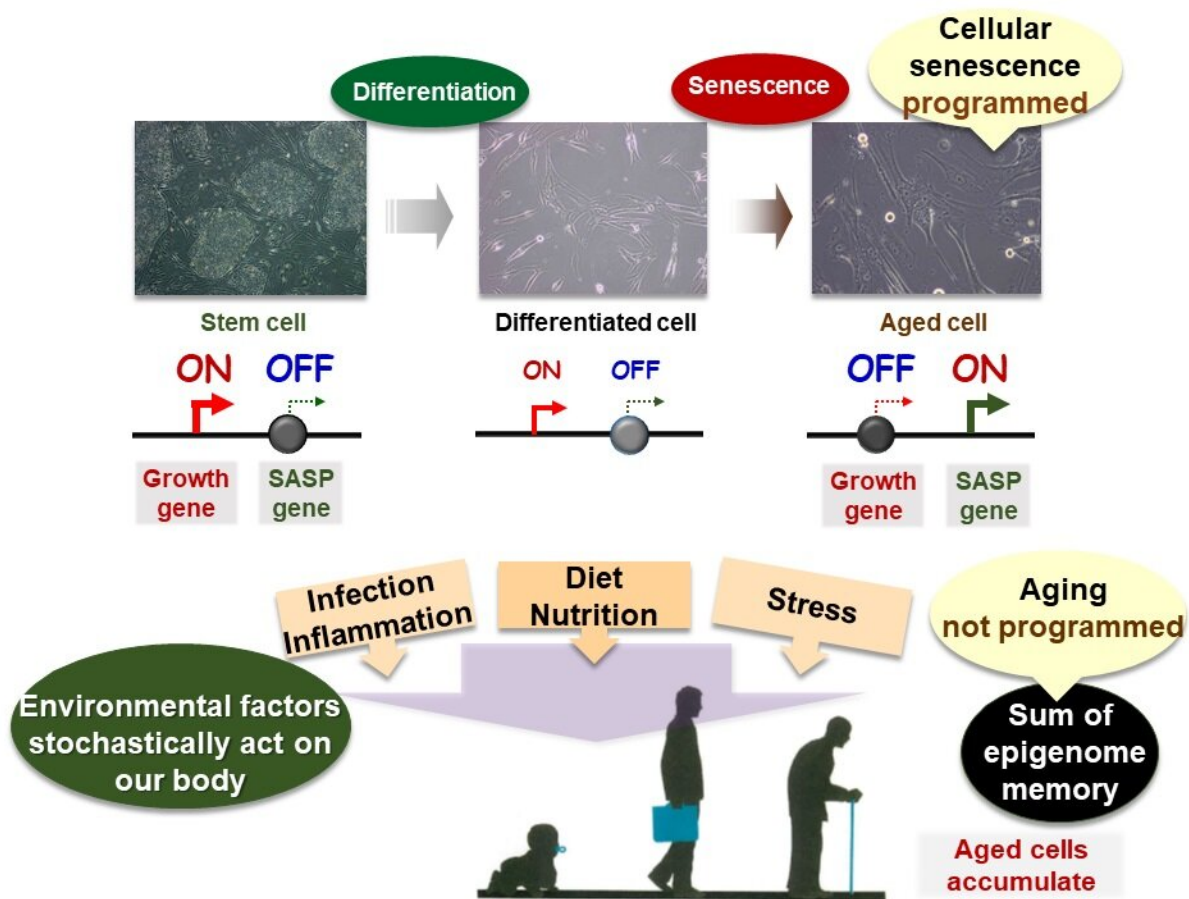 Differentiation
Senescence
Cellular
senescence
programmed
Stem cell
Differentiated cell
Aged cell
ON
OFF
ON
OFF
OFF
ON
Growth
gene
SASP
gene
Growth
gene
SASP
gene
Infection
Inflammation
Diet
Nutrition
Stress
Aging
not programmed
Environmental factors
stochastically act on
our body
Sum of
epigenome
memory
Aged cells
accumulate